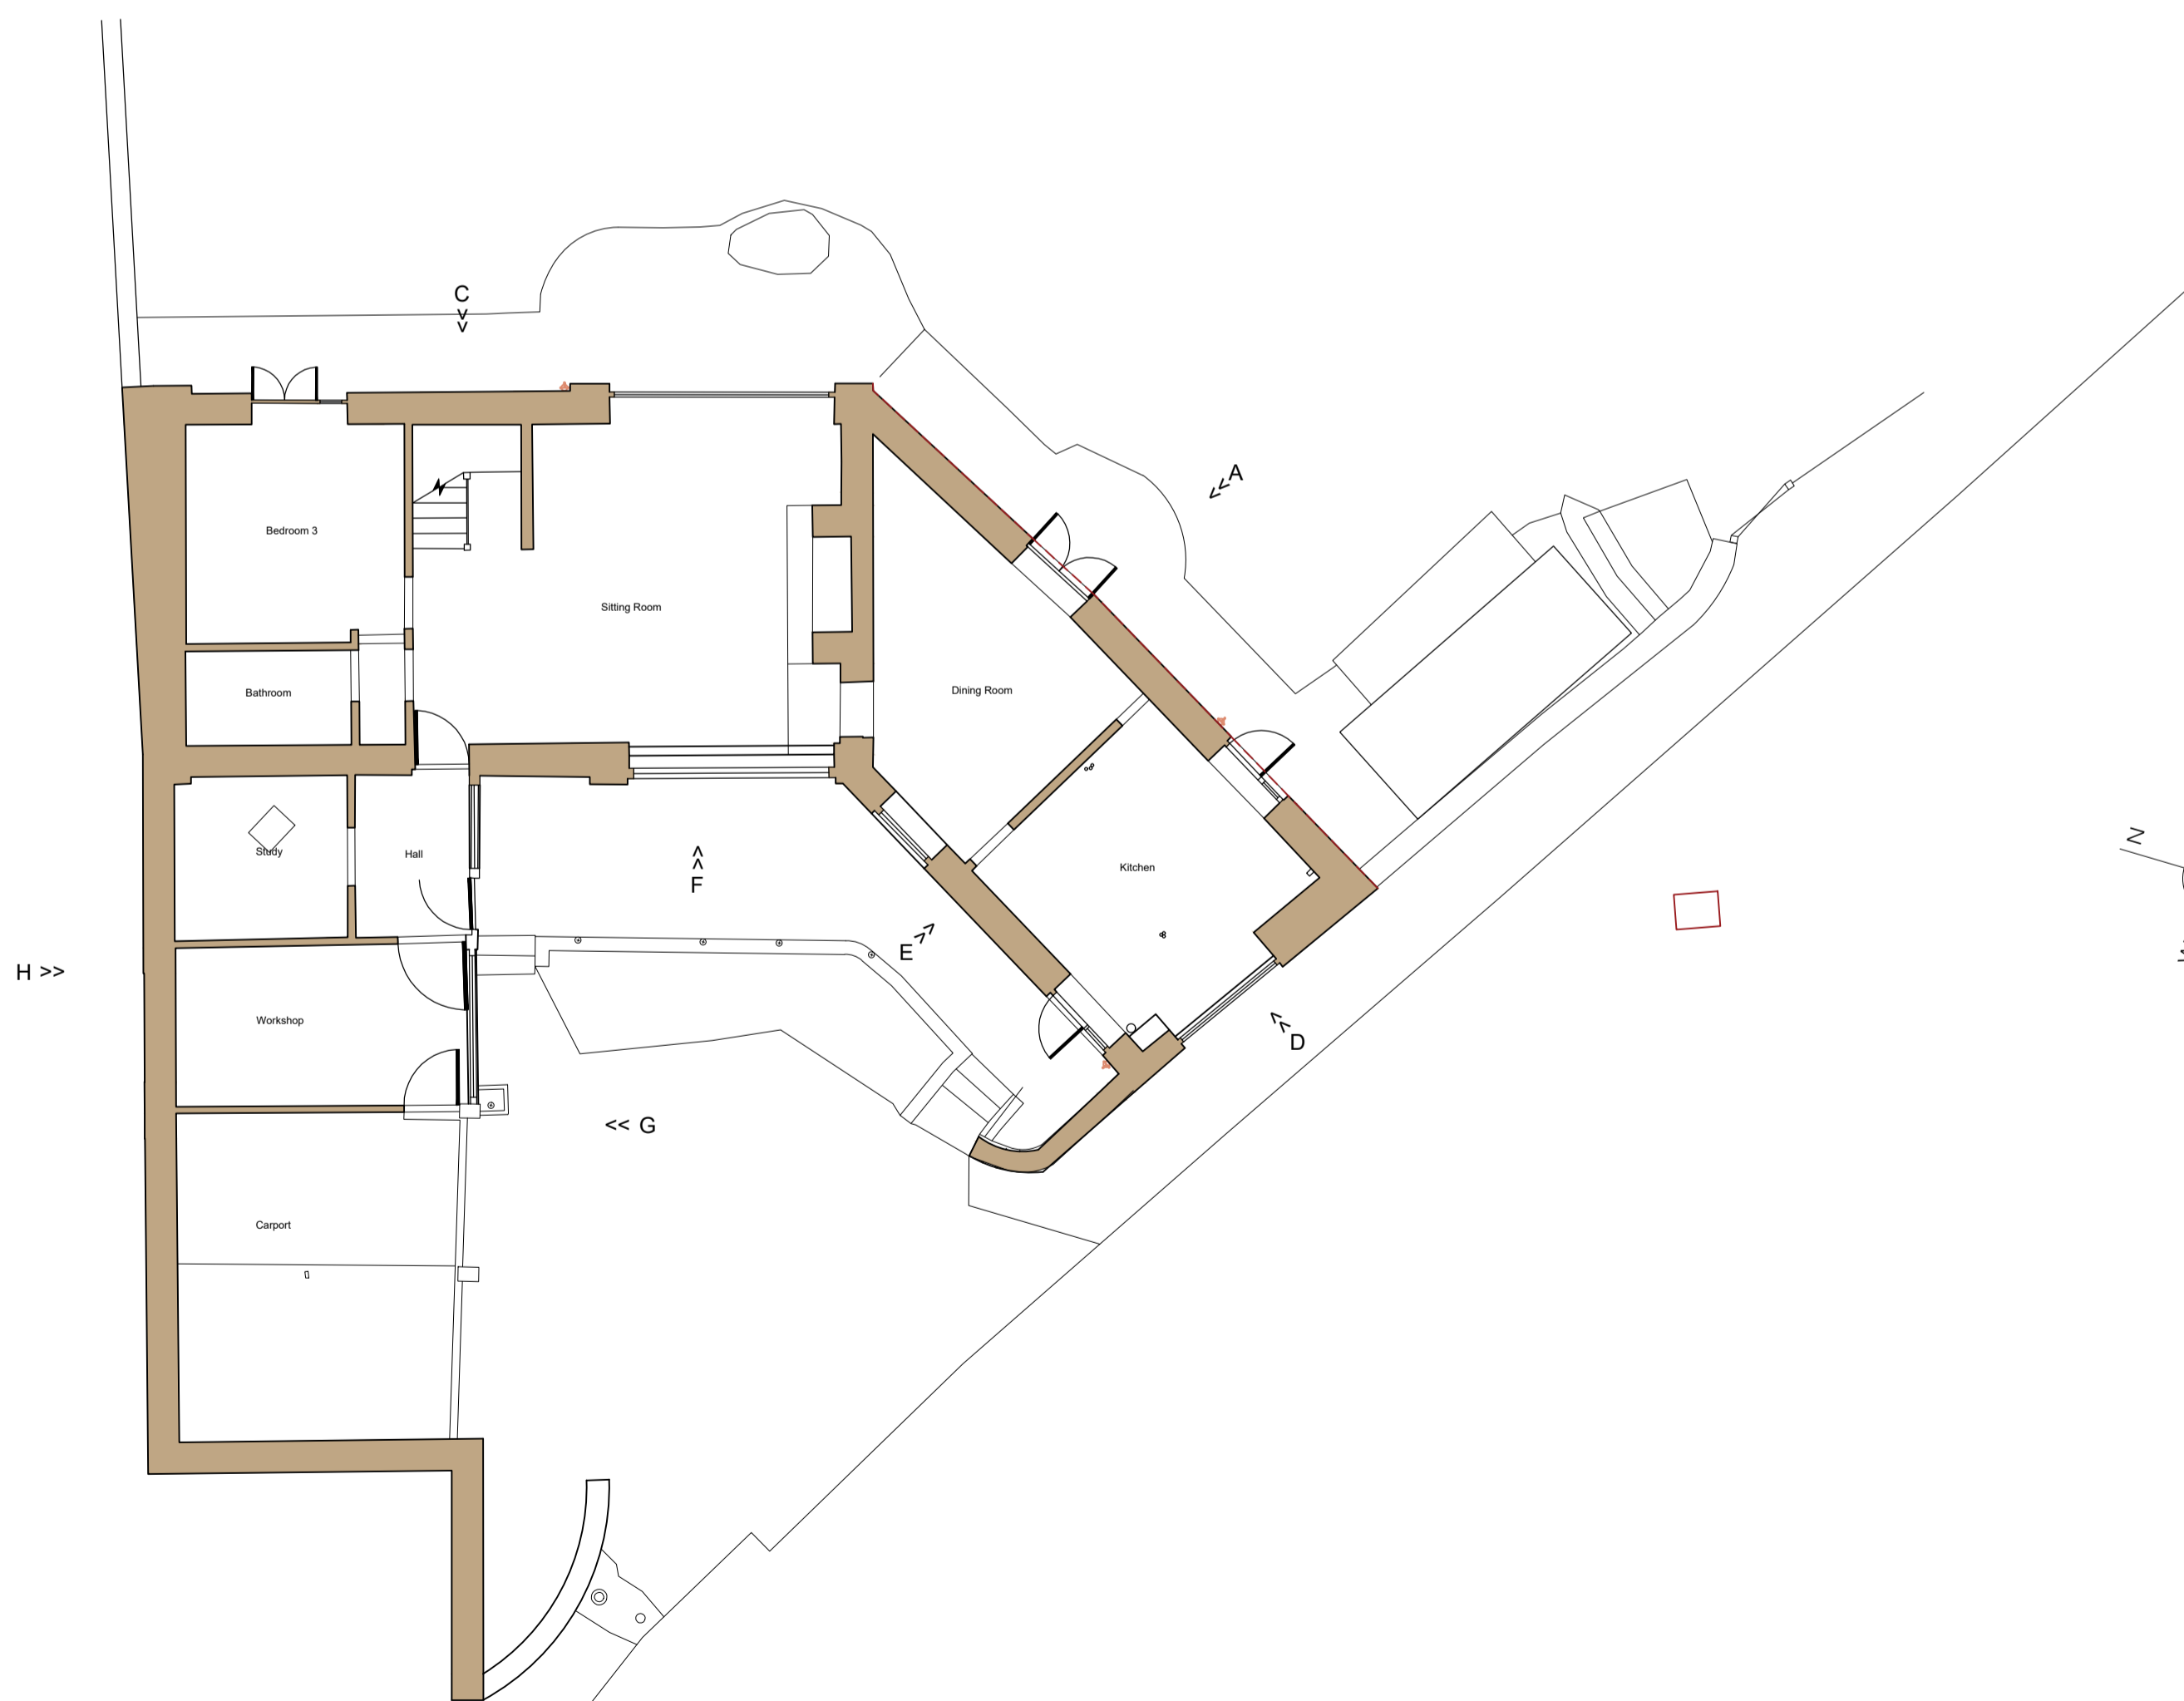 C
<<
<< A
Bedroom 3
Sitting Room
Bathroom
Dining Room
N
Study
Hall
Kitchen
<<
F
E >>
H >>
Workshop
<<
D
<< G
Carport